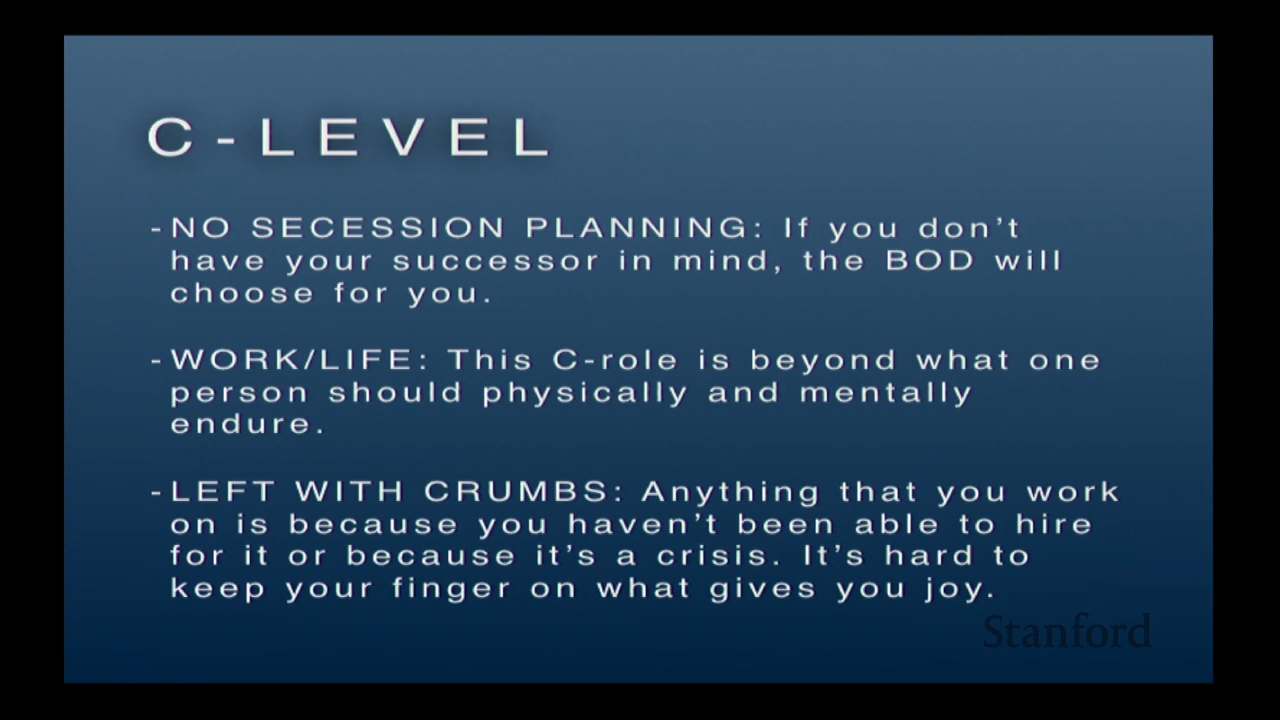 C-LEVEL
-NO SECESSION PLANNING: If you don't
have your successor in mind, the BOD will
choose for you.
-WORK/LIFE: This C-role is beyond what one
person should physically and mentally
endure.
-LEFT WITH CRUMBS: Anything that you work
on is because you haven't been able to hire
for it or because it's a crisis. It's hard to
keep your finger on what gives you joy.
Stanford